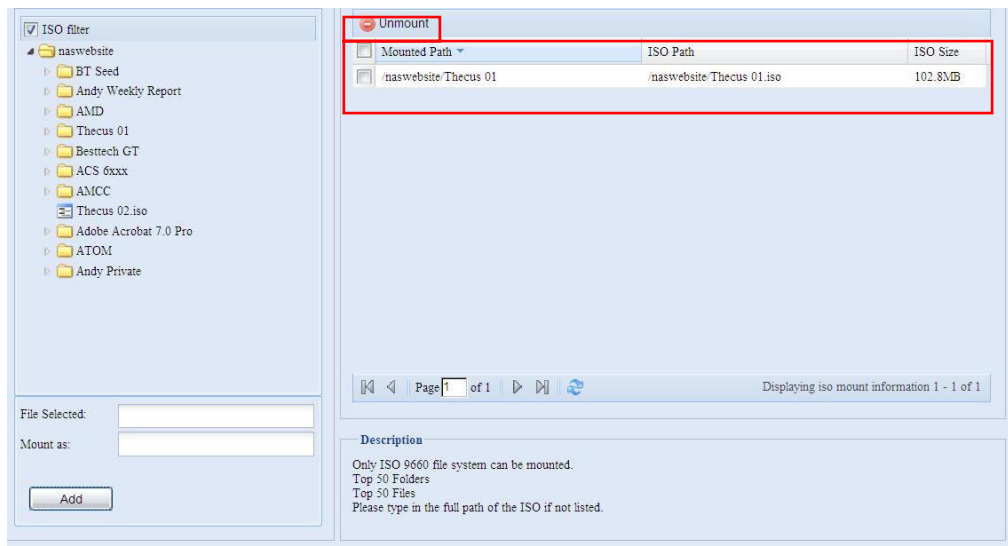 ISO filter
naswebsite
BT Seed
Andy Weekly Report
AMD
Thecus 01
Besttech GT
ACS 6xxx
AMCC
Thecus 02.iso
Adobe Acrobat 7.0 Pro
ATOM
Andy Private
File Selected:
Mount as:
Add
Unmount
Mounted Path ISO Path ISO Size
/naswebsite/Thecus 01 /naswebsite/Thecus 01.iso 102.8MB
Page 1 of 1 Displaying iso mount information 1 - 1 of 1
Description
Only ISO 9660 file system can be mounted.
Top 50 Folders
Top 50 Files
Please type in the full path of the ISO if not listed.